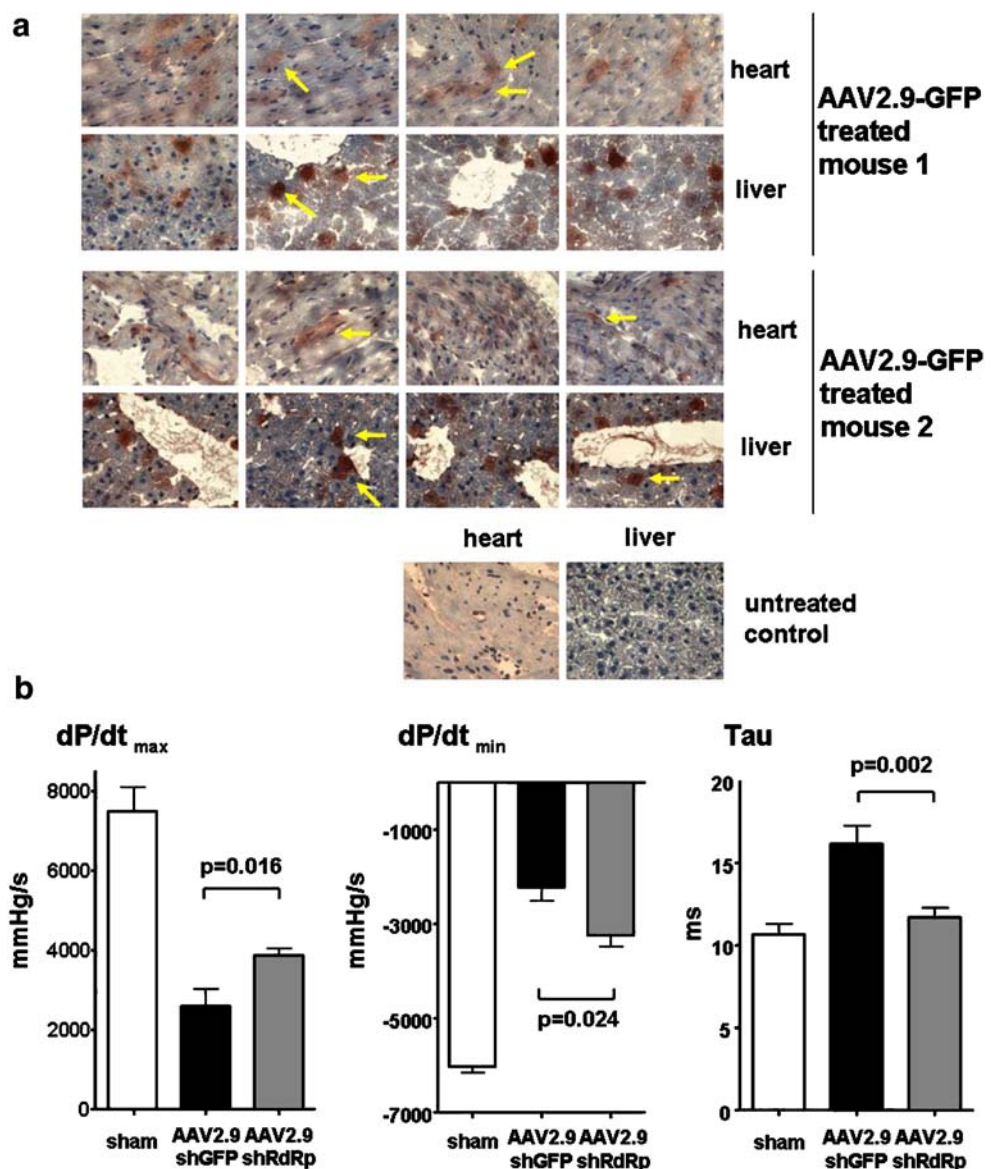 a
heart
liver
AAV2.9-GFP
treated
mouse 1
heart
liver
AAV2.9-GFP
treated
mouse 2
heart
liver
untreated
control
b
dP/dt max
mmHg/s
8000
6000
4000
2000
0
p=0.016
sham
AAV2.9
shGFP
AAV2.9
shRdRp
dP/dt min
mmHg/s
-1000
-3000
-5000
-7000
p=0.024
sham
AAV2.9
shGFP
AAV2.9
shRdRp
Tau
ms
20
15
10
5
0
p=0.002
sham
AAV2.9
shGFP
AAV2.9
shRdRp